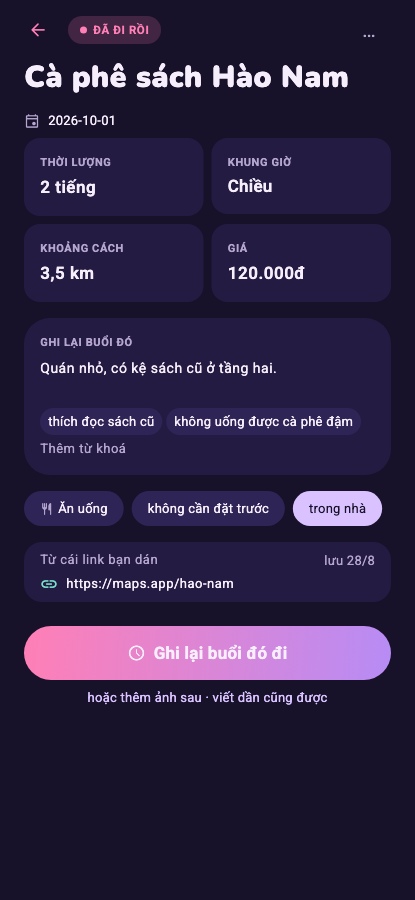 ĐÃ ĐI RỒI
...
Cà phê sách Hào Nam
2026-10-01
THỜI LƯỢNG
2 tiếng
KHUNG GIỜ
Chiều
KHOẢNG CÁCH
3,5 km
GIÁ
120.000đ
GHI LẠI BUỔI ĐÓ
Quán nhỏ, có kệ sách cũ ở tầng hai.
thích đọc sách cũ
không uống được cà phê đậm
Thêm từ khoá
Ăn uống
không cần đặt trước
trong nhà
Từ cái link bạn dán
lưu 28/8
https://maps.app/hao-nam
Ghi lại buổi đó đi
hoặc thêm ảnh sau · viết dần cũng được